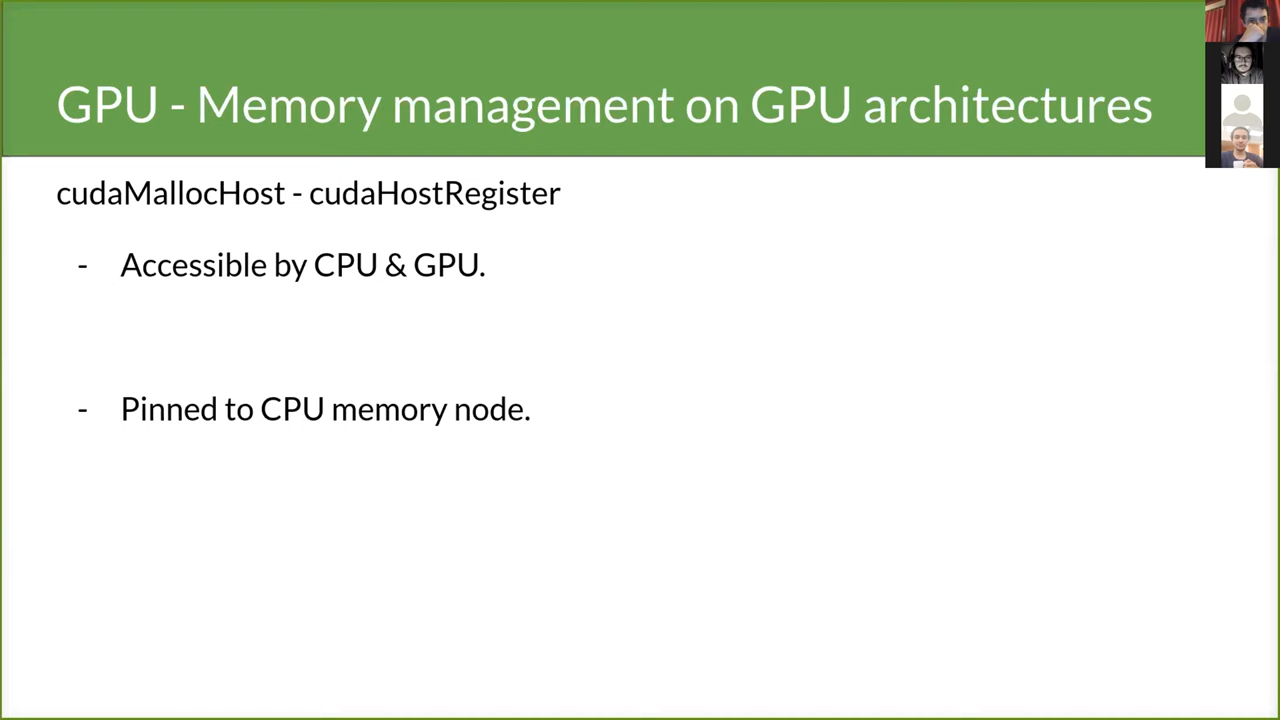 GPU - Memory management on GPU architectures
cudaMallocHost - cudaHostRegister
- Accessible by CPU & GPU.
- Pinned to CPU memory node.